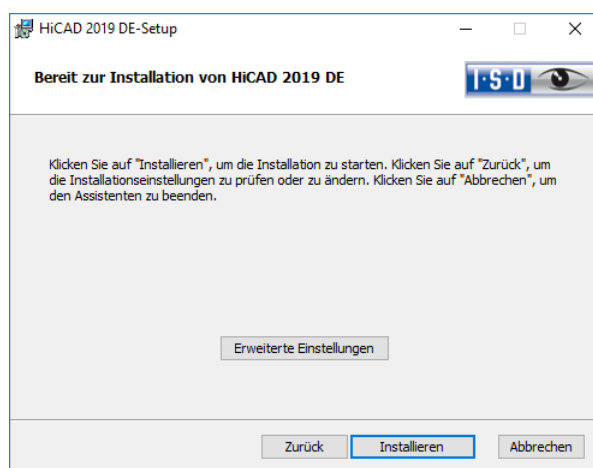 HiCAD 2019 DE-Setup
Bereit zur Installation von HiCAD 2019 DE
I·S·D
Klicken Sie auf "Installieren", um die Installation zu starten. Klicken Sie auf "Zurück", um
die Installationseinstellungen zu prüfen oder zu ändern. Klicken Sie auf "Abbrechen", um
den Assistenten zu beenden.
Erweiterte Einstellungen
Zurück Installieren Abbrechen